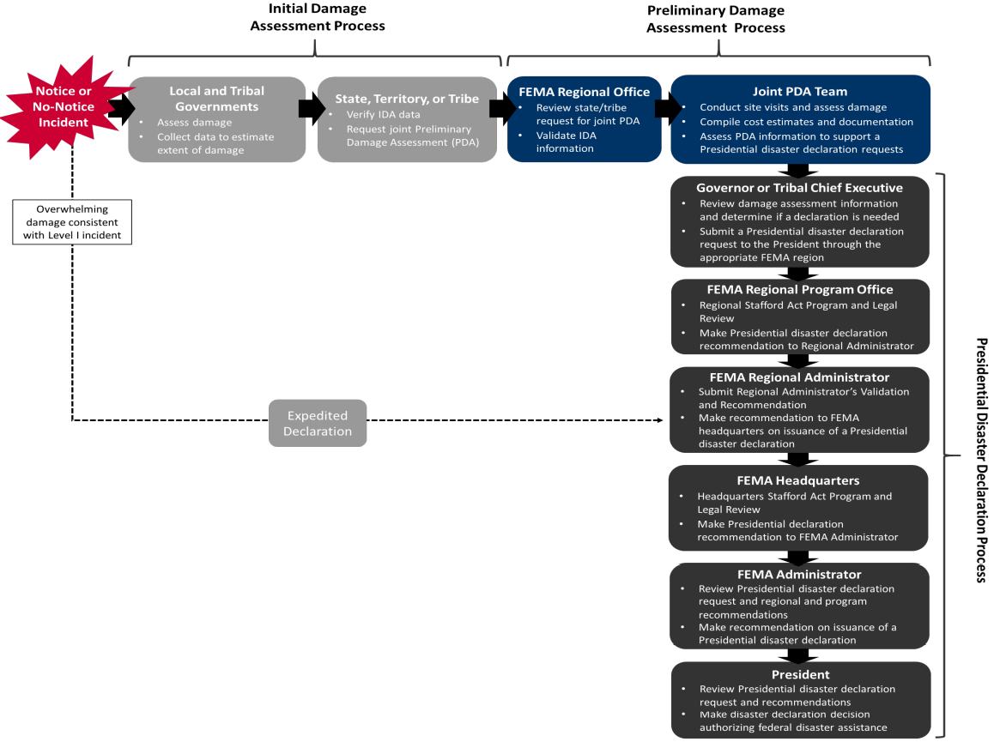 Initial Damage
Assessment Process
Preliminary Damage
Assessment  Process
Notice or
No-Notice
Incident
Local and Tribal
Governments
• Assess damage
• Collect data to estimate
extent of damage
State, Territory, or Tribe
• Verify IDA data
• Request joint Preliminary
Damage Assessment (PDA)
FEMA Regional Office
• Review state/tribe
request for joint PDA
• Validate IDA
information
Joint PDA Team
• Conduct site visits and assess damage
• Compile cost estimates and documentation
• Assess PDA information to support a
Presidential disaster declaration requests
Overwhelming
damage consistent
with Level I incident
Governor or Tribal Chief Executive
• Review damage assessment information
and determine if a declaration is needed
• Submit a Presidential disaster declaration
request to the President through the
appropriate FEMA region
FEMA Regional Program Office
• Regional Stafford Act Program and Legal
Review
• Make Presidential disaster declaration
recommendation to Regional Administrator
FEMA Regional Administrator
• Submit Regional Administrator's Validation
and Recommendation
• Make recommendation to FEMA
headquarters on issuance of a Presidential
disaster declaration
Expedited
Declaration
FEMA Headquarters
• Headquarters Stafford Act Program and
Legal Review
• Make Presidential declaration
recommendation to FEMA Administrator
FEMA Administrator
• Review Presidential disaster declaration
request and regional and program
recommendations
• Make recommendation on issuance of a
Presidential disaster declaration
President
• Review Presidential disaster declaration
request and recommendations
• Make disaster declaration decision
authorizing federal disaster assistance
Presidential Disaster Declaration Process